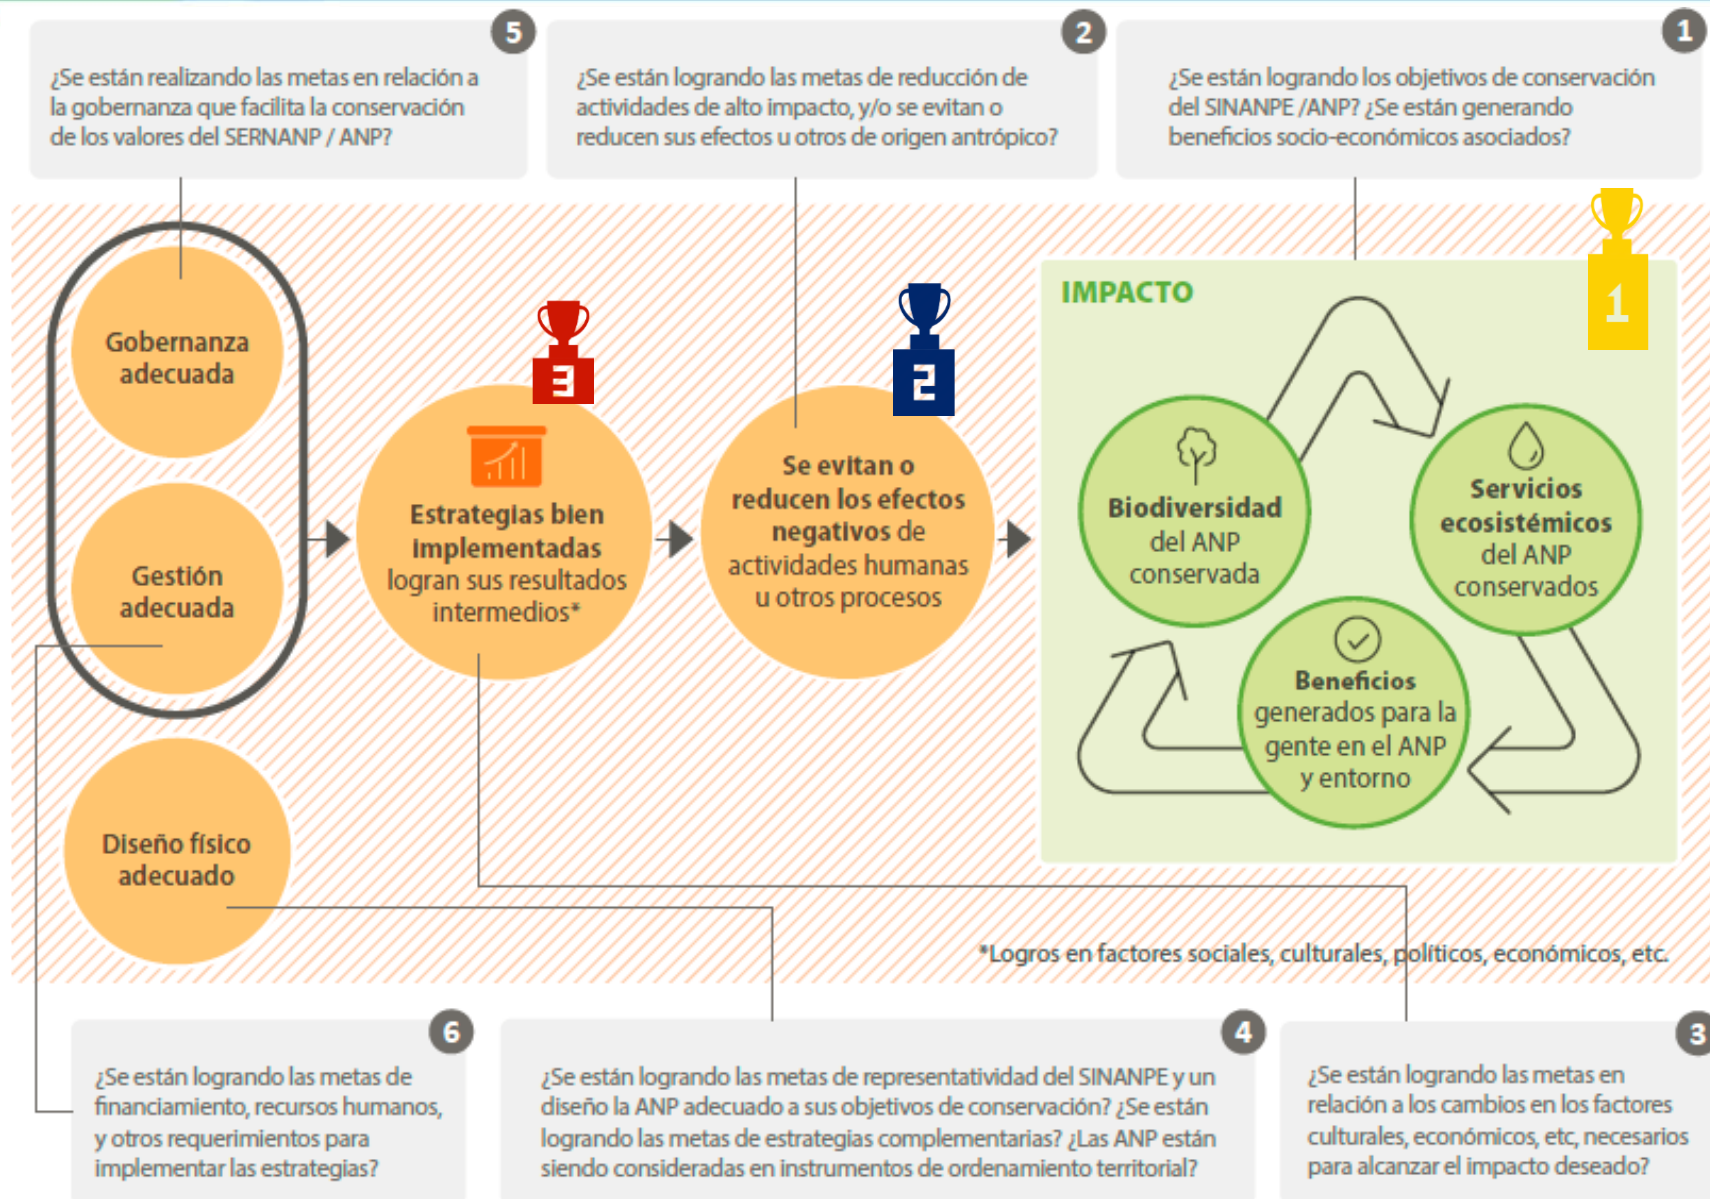 5
¿Se están realizando las metas en relación a
la gobernanza que facilita la conservación
de los valores del SERNANP / ANP?
2
¿Se están logrando las metas de reducción de
actividades de alto impacto, y/o se evitan o
reducen sus efectos u otros de origen antrópico?
1
¿Se están logrando los objetivos de conservación
del SINANPE /ANP? ¿Se están generando
beneficios socio-económicos asociados?
Gobernanza
adecuada
Gestión
adecuada
Diseño físico
adecuado
3
Estrategias bien
implementadas
logran sus resultados
intermedios*
2
Se evitan o
reducen los efectos
negativos de
actividades humanas
u otros procesos
IMPACTO
1
Biodiversidad
del ANP
conservada
Servicios
ecosistémicos
del ANP
conservados
Beneficios
generados para la
gente en el ANP
y entorno
*Logros en factores sociales, culturales, políticos, económicos, etc.
6
¿Se están logrando las metas de
financiamiento, recursos humanos,
y otros requerimientos para
implementar las estrategias?
4
¿Se están logrando las metas de representatividad del SINANPE y un
diseño la ANP adecuado a sus objetivos de conservación? ¿Se están
logrando las metas de estrategias complementarias? ¿Las ANP están
siendo consideradas en instrumentos de ordenamiento territorial?
3
¿Se están logrando las metas en
relación a los cambios en los factores
culturales, económicos, etc, necesarios
para alcanzar el impacto deseado?